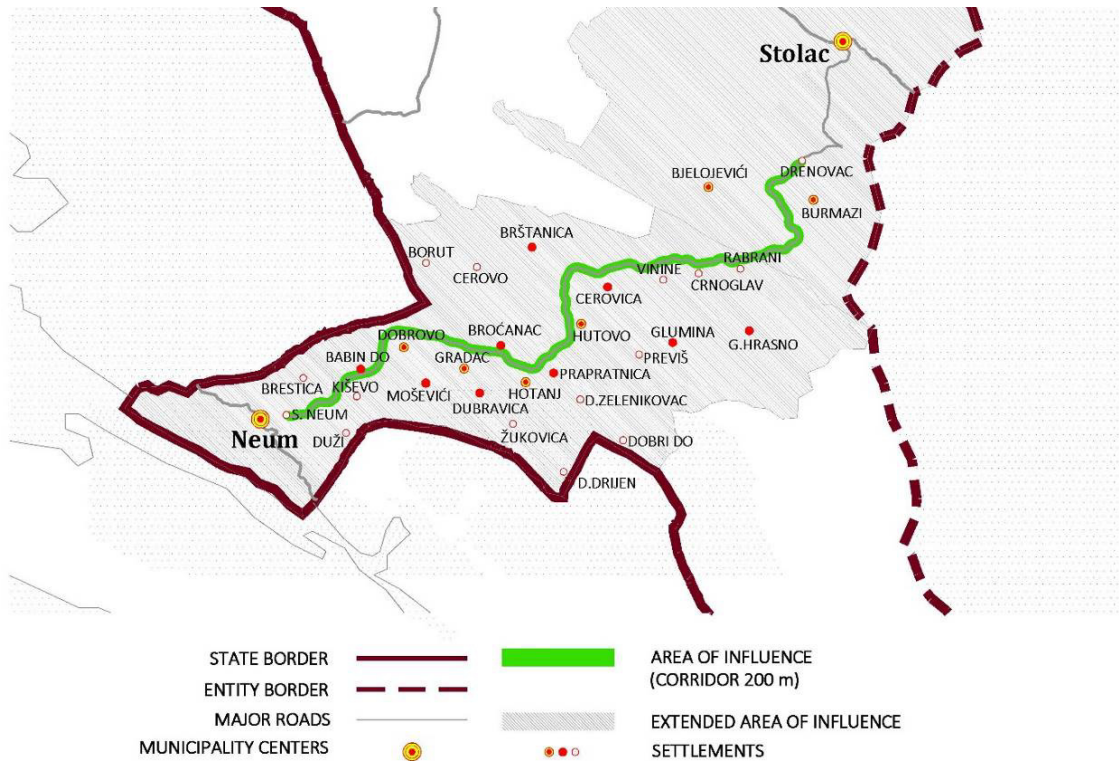 Stolac
DRENOVAC
BJELOJEVIĆI
BURMAZI
BRŠTANICA
BORUT
CEROVO
VININE
RABRANI
CRNOGLAV
CEROVICA
HUTOVO
GLUMINA
G.HRASNO
PREVIŠ
DOBROVO
BROĆANAC
GRADAC
PRAPRATNICA
BABIN DO
BRESTICA
KIŠEVO
MOŠEVIĆI
DUBRAVICA
HOTANJ
D.ZELENIKOVAC
S. NEUM
Neum
DUŽI
ŽUKOVICA
DOBRI DO
D.DRIJEN
STATE BORDER
AREA OF INFLUENCE
(CORRIDOR 200 m)
ENTITY BORDER
MAJOR ROADS
EXTENDED AREA OF INFLUENCE
MUNICIPALITY CENTERS
SETTLEMENTS